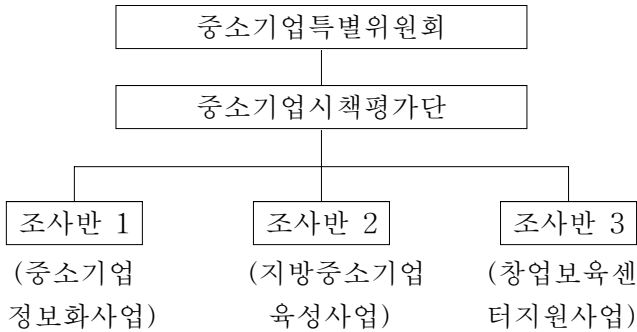 중소기업특별위원회
중소기업시책평가단
조사반 1 조사반 2 조사반 3
(중소기업 (지방중소기업 (창업보육센
정보화사업) 육성사업) 터지원사업)